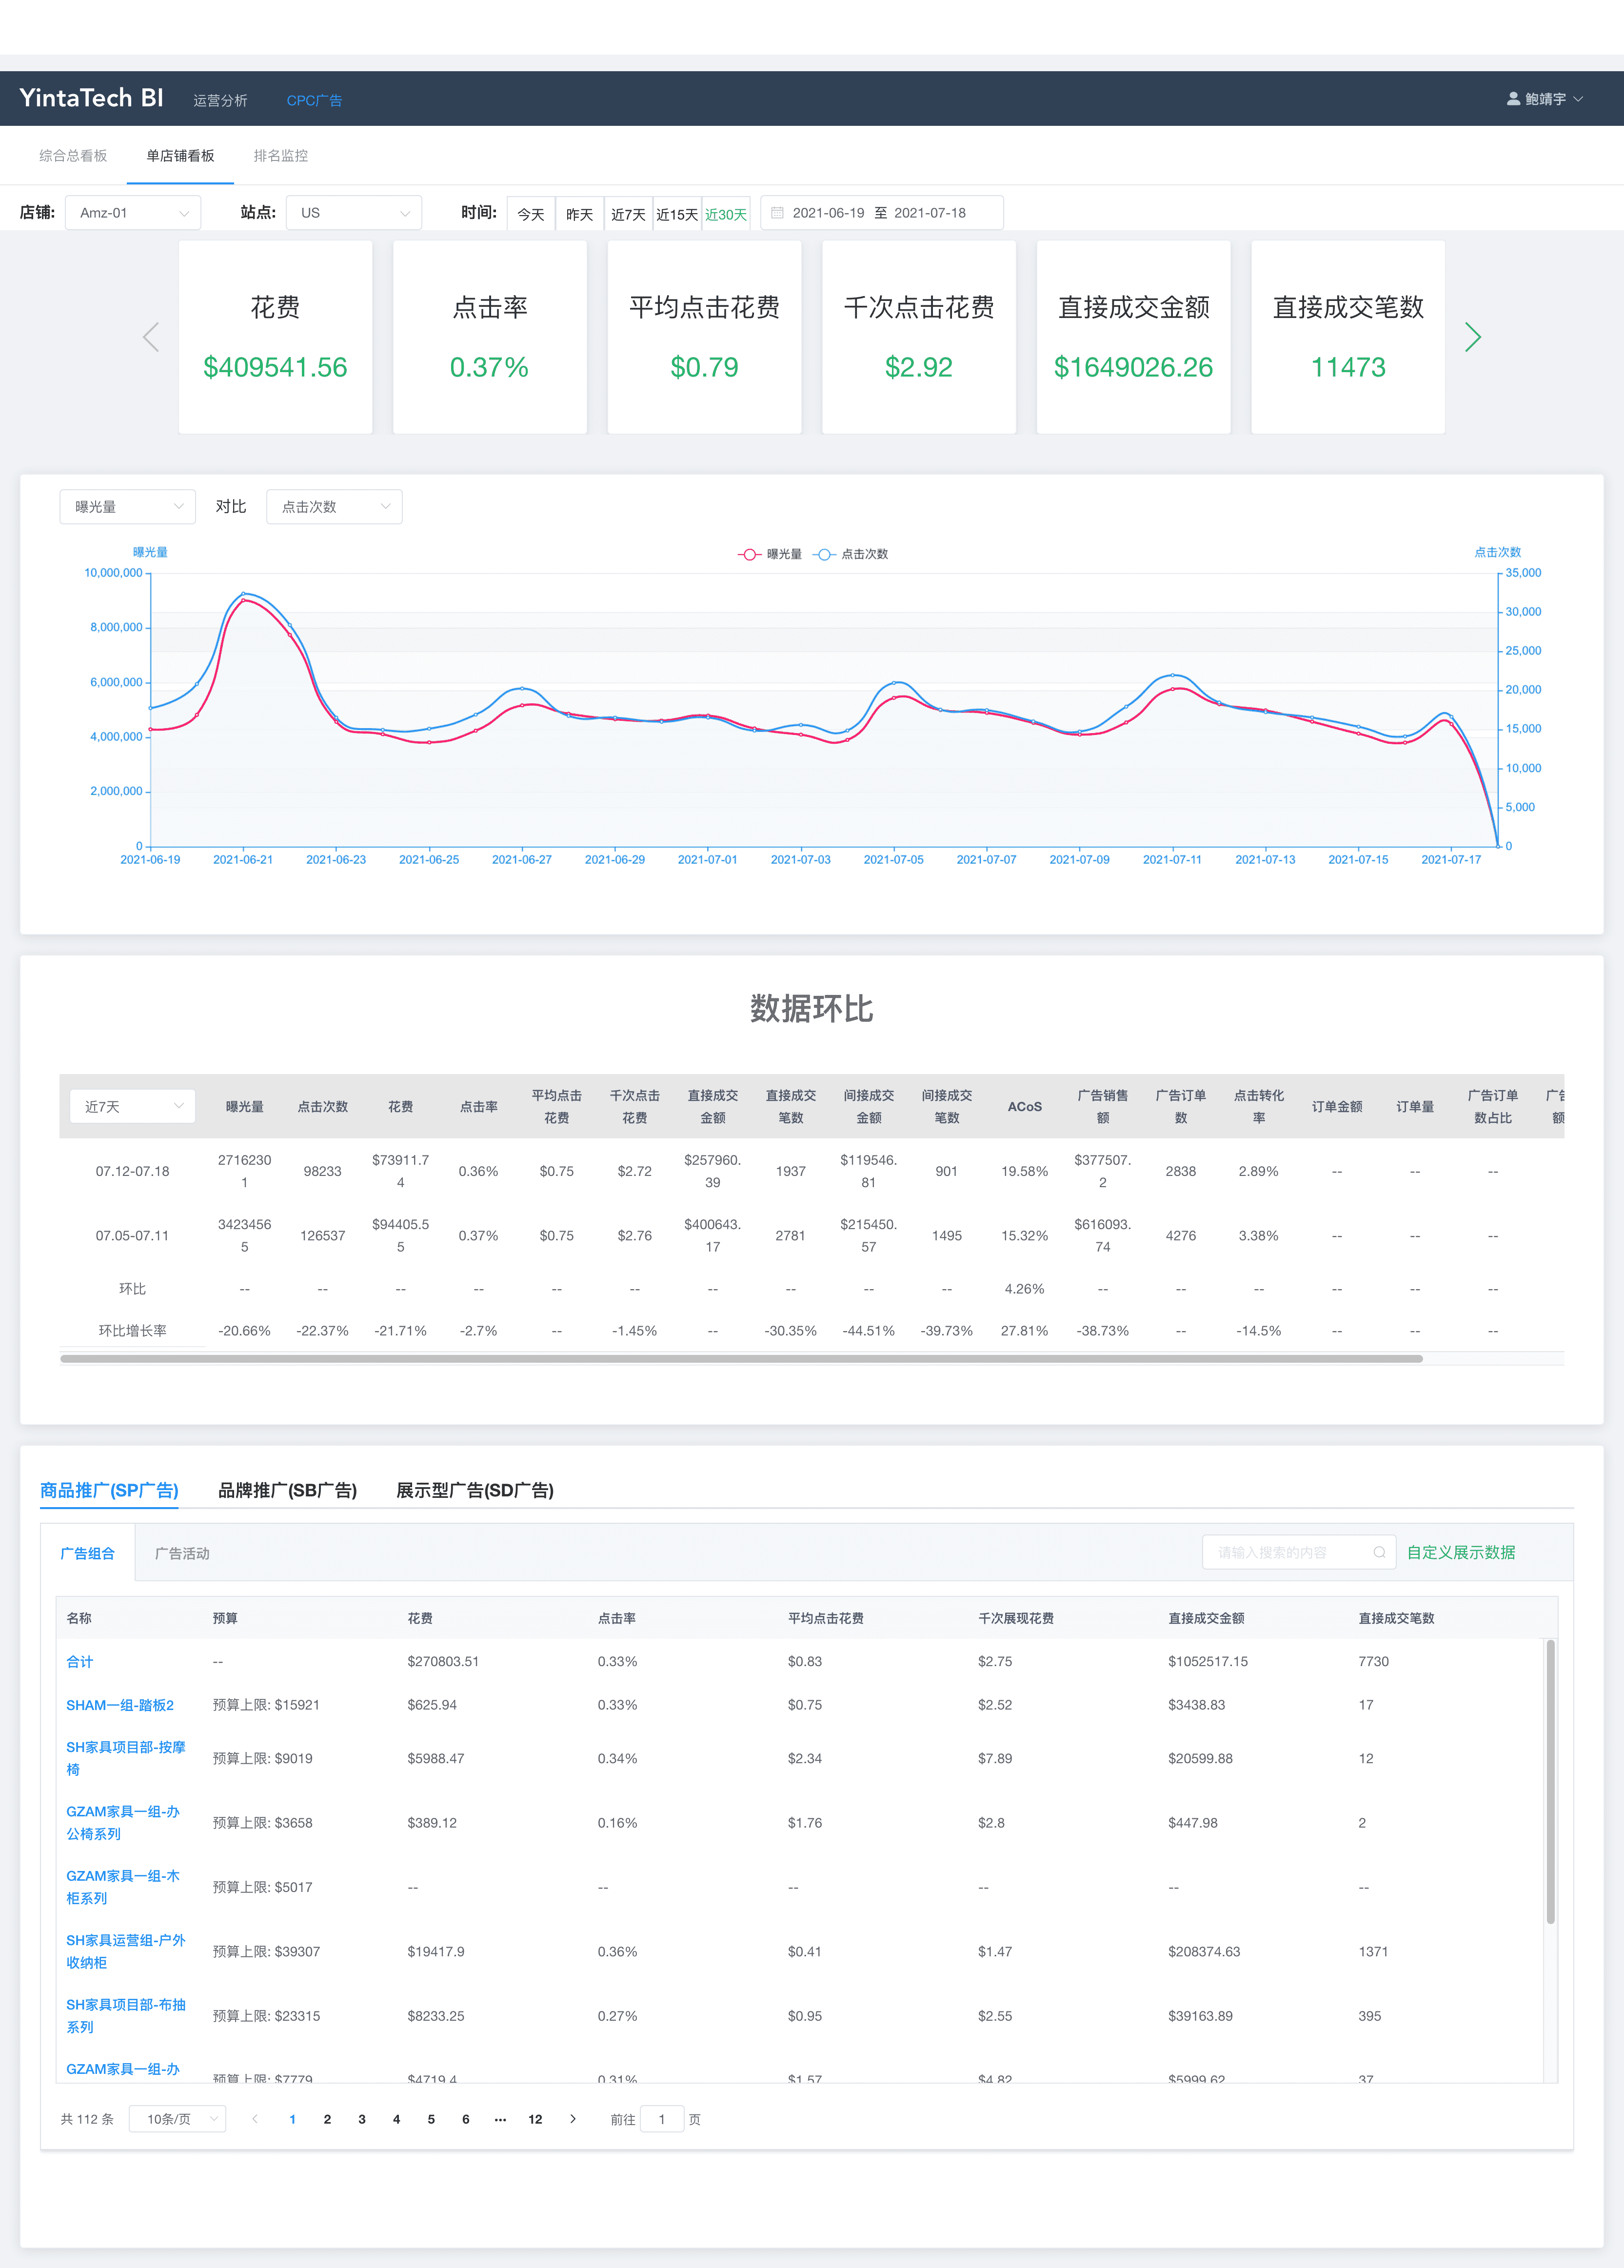 YintaTech BI 运营分析 CPC广告 鲍靖宇
综合总看板 单店铺看板 排名监控
店铺: Amz-01 站点: US 时间: 今天 昨天 近7天 近15天 近30天 2021-06-19 至 2021-07-18
花费 点击率 平均点击花费 千次点击花费 直接成交金额 直接成交笔数
$409541.56 0.37% $0.79 $2.92 $1649026.26 11473
曝光量 对比 点击次数
曝光量 曝光量 点击次数 点击次数
10,000,000 35,000
30,000
8,000,000
25,000
6,000,000 20,000
4,000,000 15,000
10,000
2,000,000
5,000
0 0
2021-06-19 2021-06-21 2021-06-23 2021-06-25 2021-06-27 2021-06-29 2021-07-01 2021-07-03 2021-07-05 2021-07-07 2021-07-09 2021-07-11 2021-07-13 2021-07-15 2021-07-17
数据环比
平均点击 千次点击 直接成交 直接成交 间接成交 间接成交 广告销售 广告订单 点击转化 广告订单
近7天 曝光量 点击次数 花费 点击率 ACoS 订单金额 订单量
花费 花费 金额 笔数 金额 笔数 额 数 率 数占比 额
2716230 $73911.7 $257960. $119546. $377507.
07.12-07.18 98233 0.36% $0.75 $2.72 1937 901 19.58% 2838 2.89% -- -- --
1 4 39 81 2
3423456 $94405.5 $400643. $215450. $616093.
07.05-07.11 126537 0.37% $0.75 $2.76 2781 1495 15.32% 4276 3.38% -- -- --
5 5 17 57 74
环比 -- -- -- -- -- -- -- -- -- -- 4.26% -- -- -- -- -- --
环比增长率 -20.66% -22.37% -21.71% -2.7% -- -1.45% -- -30.35% -44.51% -39.73% 27.81% -38.73% -- -14.5% -- -- --
商品推广(SP广告) 品牌推广(SB广告) 展示型广告(SD广告)
广告组合 广告活动 请输入搜索的内容 自定义展示数据
名称 预算 花费 点击率 平均点击花费 千次展现花费 直接成交金额 直接成交笔数
合计 -- $270803.51 0.33% $0.83 $2.75 $1052517.15 7730
SHAM一组-踏板2 预算上限: $15921 $625.94 0.33% $0.75 $2.52 $3438.83 17
SH家具项目部-按摩
椅 预算上限: $9019 $5988.47 0.34% $2.34 $7.89 $20599.88 12
GZAM家具一组-办
公椅系列 预算上限: $3658 $389.12 0.16% $1.76 $2.8 $447.98 2
GZAM家具一组-木
柜系列 预算上限: $5017 -- -- -- -- -- --
SH家具运营组-户外
收纳柜 预算上限: $39307 $19417.9 0.36% $0.41 $1.47 $208374.63 1371
SH家具项目部-布抽
系列 预算上限: $23315 $8233.25 0.27% $0.95 $2.55 $39163.89 395
GZAM家具一组-办
预算上限: $7779 $4719.4 0.31% $1.57 $4.82 $5999.62 37
共 112 条 10条/页 1 2 3 4 5 6 ··· 12 前往 1 页